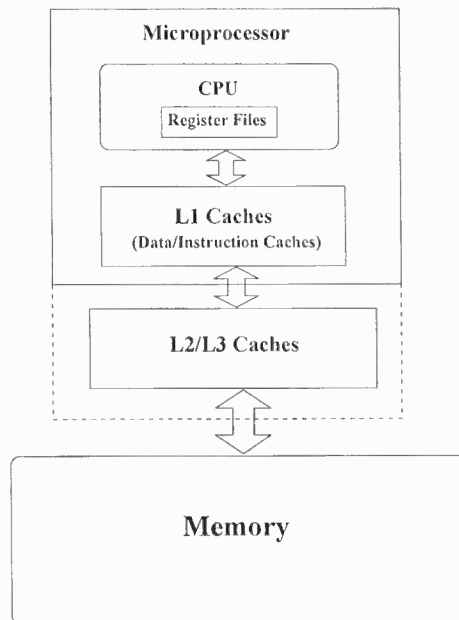 Microprocessor
CPU
Register Files
L1 Caches
(Data/Instruction Caches)
L2/L3 Caches
Memory